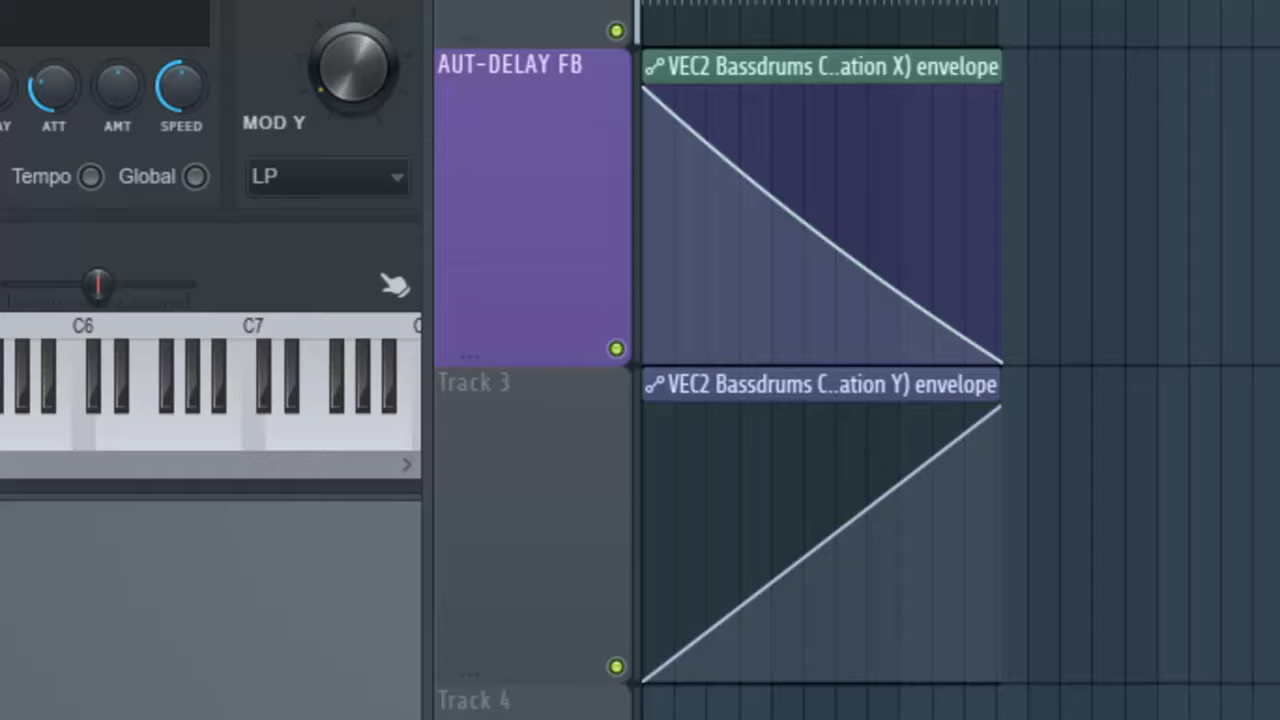 AUT-DELAY FB
VEC2 Bassdrums C..ation X) envelope
ATT
AMT
SPEED
MOD Y
Tempo
Global
LP
C6
C7
Track 3
VEC2 Bassdrums C..ation Y) envelope
Track 4